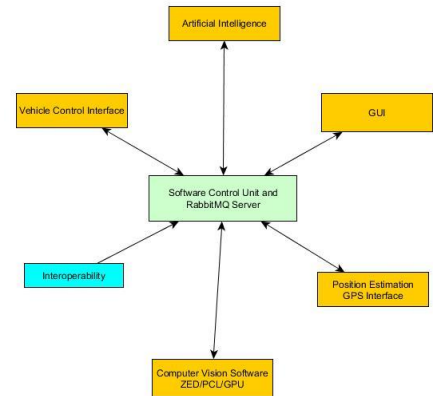 Artificial Intelligence
Vehicle Control Interface
GUI
Software Control Unit and
RabbitMQ Server
Interoperability
Position Estimation
GPS Interface
Computer Vision Software
ZED/PCL/GPU